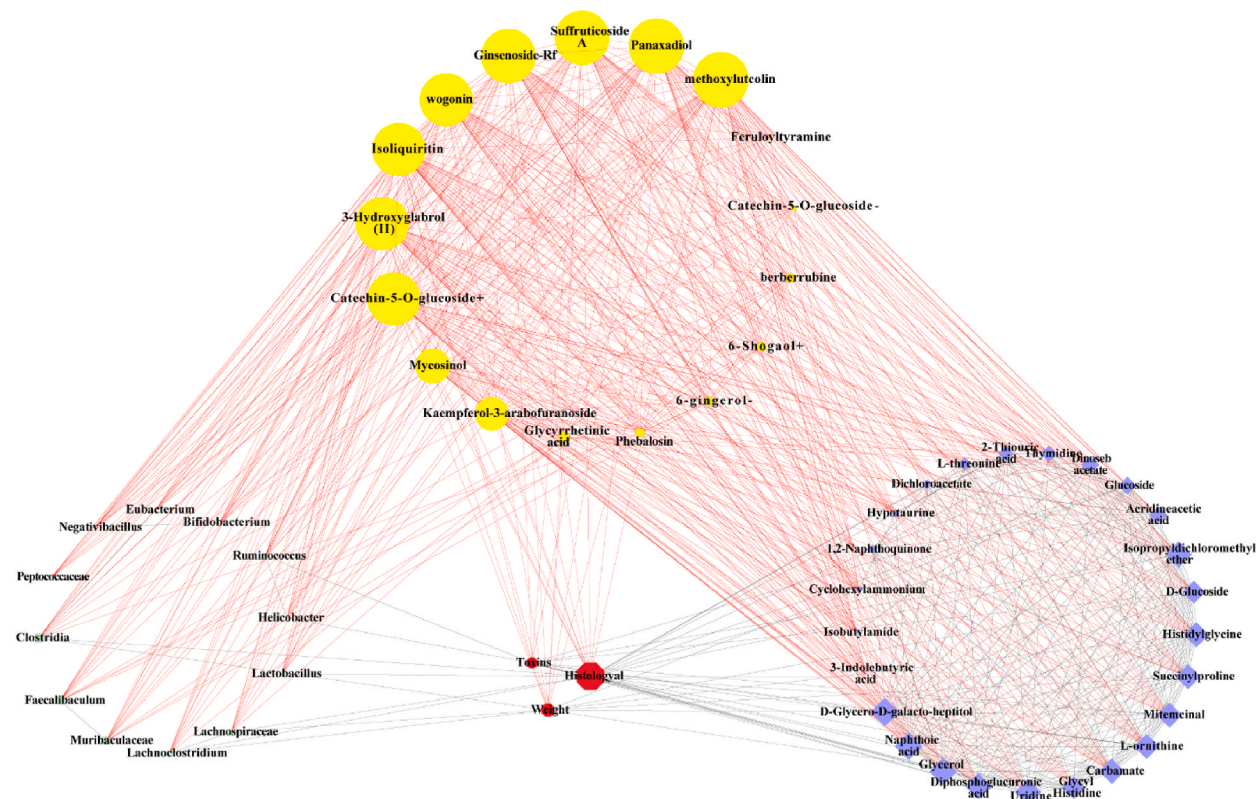 Suffruticoside
A
Panaxadiol
Ginsenoside-Rf
methoxylutcolin
wogonin
Feruloyltyramine
Isoliquiritin
Catechin-5-O-glucoside-
3-Hydroxyglabrol
(II)
berberrubine
Catechin-5-O-glucoside+
6-Shogaol+
Mycosinol
6-gingerol-
Kaempferol-3-arabofuranoside
Glycyrrhetinic
acid
Phebalosin
2-Thiouric
acid
Thymidine
Dinoseb
acetate
L-threonine
Dichloroacetate
Glucoside
Hypotaurine
Acridineacetic
acid
1,2-Naphthoquinone
Isopropyldichloromethyl
ether
Cyclohexylammonium
D-Glucoside
Isobutylamide
Histidylglycine
3-Indolebutyric
acid
Succinylproline
D-Glycero-D-galacto-heptitol
Mitemcinal
Naphthoic
acid
L-ornithine
Glycerol
Carbamate
Diphosphoglucuronic
acid
Uridine
Glycyl
Histidine
Eubacterium
Negativibacillus
Bifidobacterium
Ruminococcus
Peptococcaceae
Helicobacter
Clostridia
Lactobacillus
Faecalibaculum
Lachnospiraceae
Muribaculaceae
Lachnoclostridium
Toxins
Histologyal
Weight